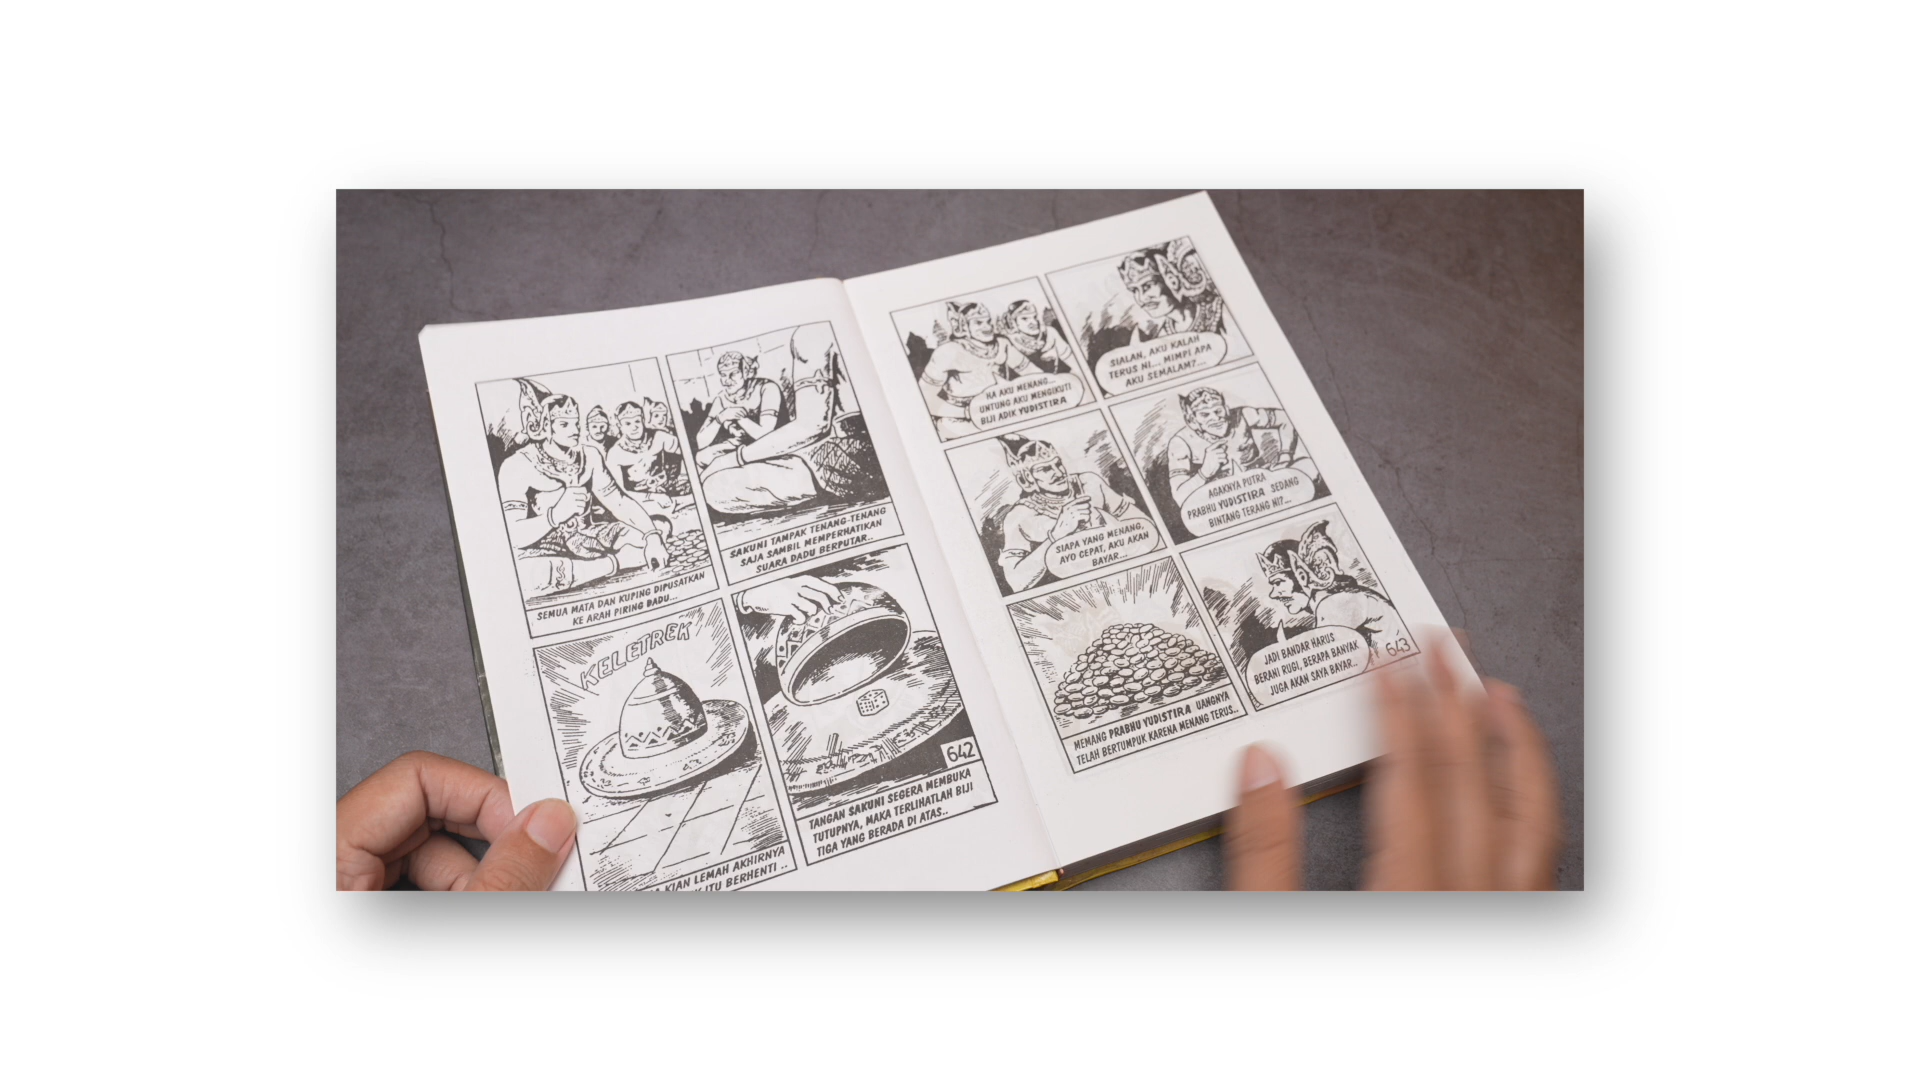 SEMUA MATA DAN KUPING DIPUSATKAN
KE ARAH PIRING DADU...
SAKUNI TAMPAK TENANG-TENANG
SAJA SAMBIL MEMPERHATIKAN
SUARA DADU BERPUTAR..
KELETREK
KIAN LEMAH AKHIRNYA
ITU BERHENTI ..
642
TANGAN SAKUNI SEGERA MEMBUKA
TUTUPNYA, MAKA TERLIHATLAH BIJI
TIGA YANG BERADA DI ATAS..
HA AKU MENANG...
UNTUNG AKU MENGIKUTI
BIJI ADIK YUDISTIRA
SIALAN, AKU KALAH
TERUS NI... MIMPI APA
AKU SEMALAM?...
SIAPA YANG MENANG,
AYO CEPAT, AKU AKAN
BAYAR...
AGAKNYA PUTRA
PRABHU YUDISTIRA SEDANG
BINTANG TERANG NI?...
MEMANG PRABHU YUDISTIRA UANGNYA
TELAH BERTUMPUK KARENA MENANG TERUS..
JADI BANDAR HARUS
BERANI RUGI, BERAPA BANYAK
JUGA AKAN SAYA BAYAR..
643